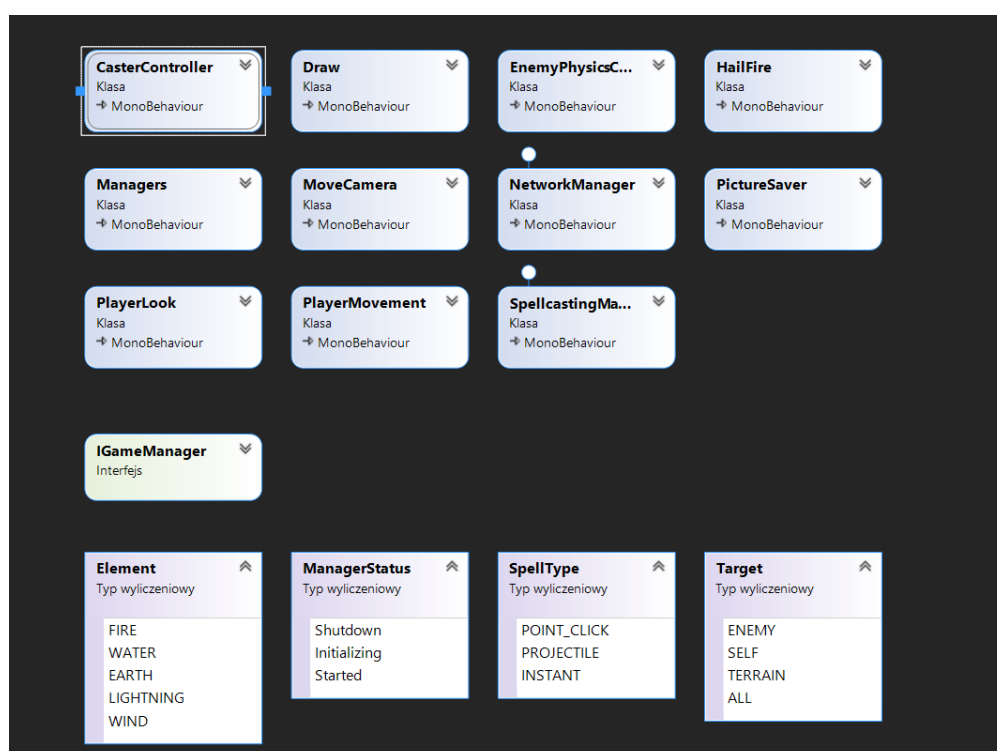 CasterController
Klasa
MonoBehaviour
Draw
Klasa
MonoBehaviour
EnemyPhysicsC...
Klasa
MonoBehaviour
HailFire
Klasa
MonoBehaviour
Managers
Klasa
MonoBehaviour
MoveCamera
Klasa
MonoBehaviour
NetworkManager
Klasa
MonoBehaviour
PictureSaver
Klasa
MonoBehaviour
PlayerLook
Klasa
MonoBehaviour
PlayerMovement
Klasa
MonoBehaviour
SpellcastingMa...
Klasa
MonoBehaviour
IGameManager
Interfejs
Element
Typ wyliczeniowy
FIRE
WATER
EARTH
LIGHTNING
WIND
ManagerStatus
Typ wyliczeniowy
Shutdown
Initializing
Started
SpellType
Typ wyliczeniowy
POINT_CLICK
PROJECTILE
INSTANT
Target
Typ wyliczeniowy
ENEMY
SELF
TERRAIN
ALL